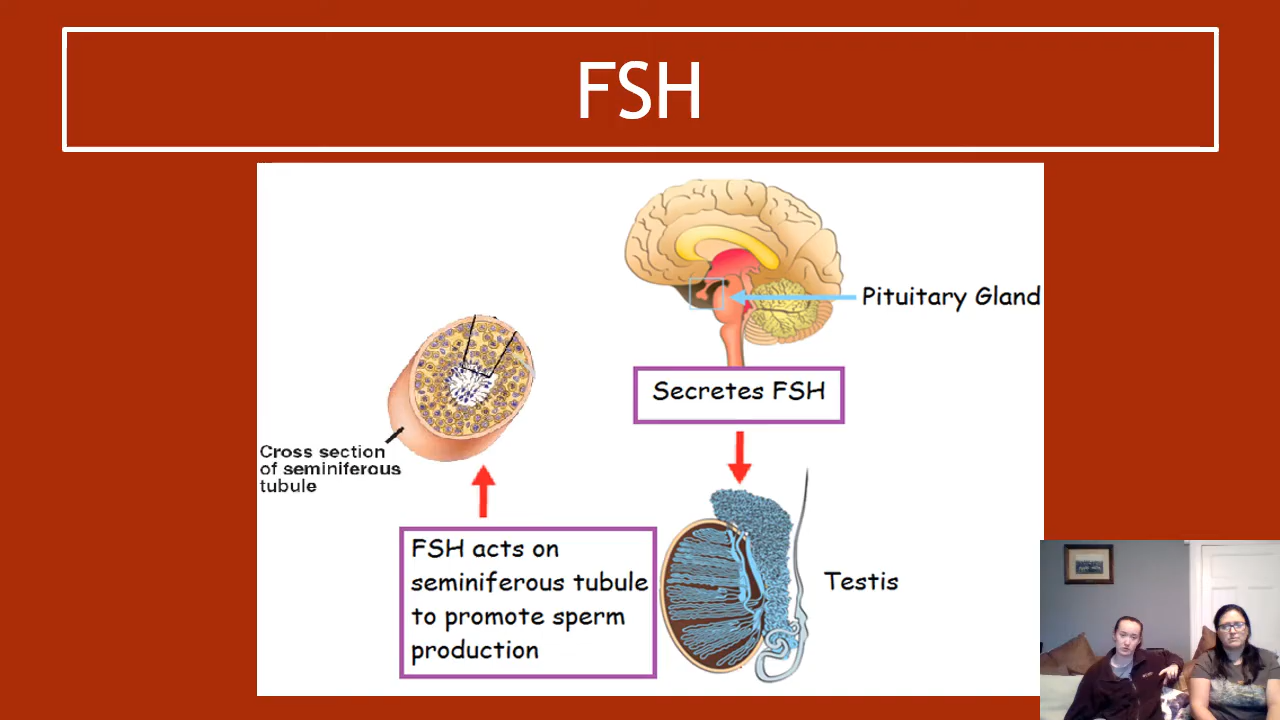 FSH
Pituitary Gland
Secretes FSH
Cross section
of seminiferous
tubule
FSH acts on
seminiferous tubule
to promote sperm
production
Testis